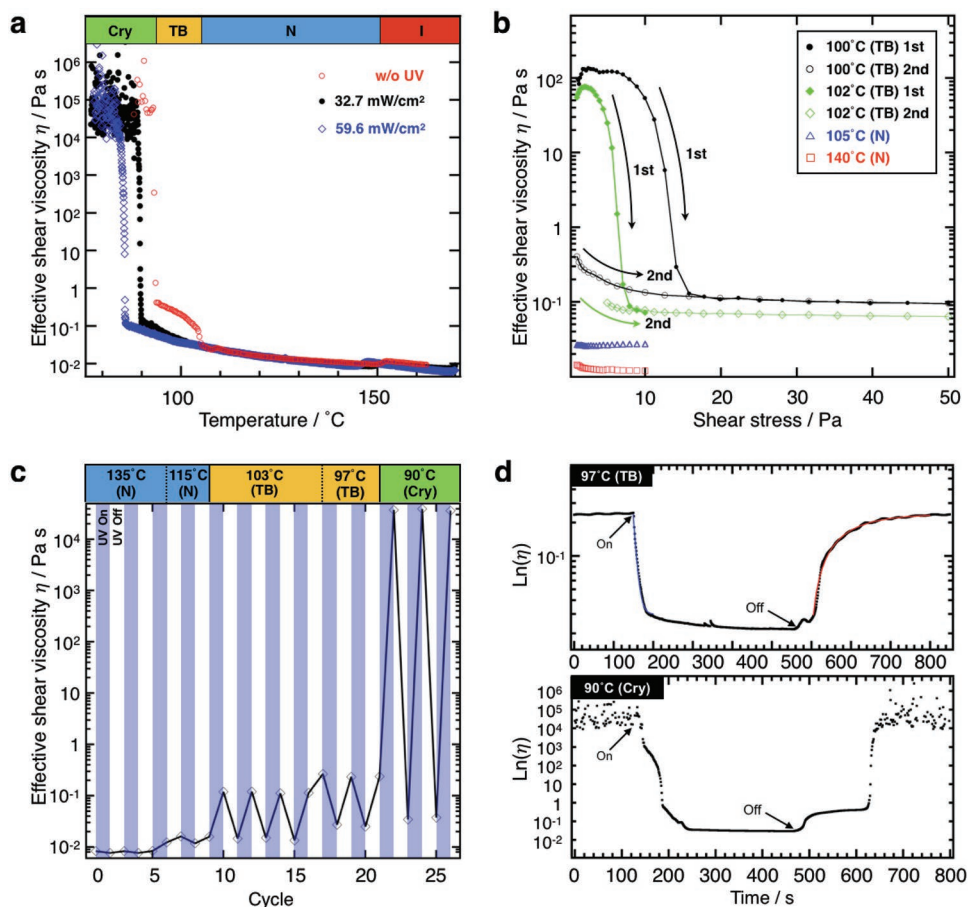 a
Cry TB N I
w/o UV
32.7 mW/cm²
59.6 mW/cm²
10⁶
10⁵
10⁴
10³
10²
10
1
10⁻¹
10⁻²
Effective shear viscosity η / Pa s
100 150
Temperature / ˚C
b
100˚C (TB) 1st
100˚C (TB) 2nd
102˚C (TB) 1st
102˚C (TB) 2nd
105˚C (N)
140˚C (N)
1st
1st
2nd
2nd
10²
10
1
10⁻¹
10⁻²
Effective shear viscosity η / Pa s
0 10 20 30 40 50
Shear stress / Pa
c
135˚C (N)
115˚C (N)
103˚C (TB)
97˚C (TB)
90˚C (Cry)
UV On
UV Off
10⁴
10³
10²
10
1
10⁻¹
10⁻²
Effective shear viscosity η / Pa s
0 5 10 15 20 25
Cycle
d
97˚C (TB)
On
Off
10⁻¹
Ln(η)
0 100 200 300 400 500 600 700 800
90˚C (Cry)
On
Off
10⁶
10⁵
10⁴
10³
10²
10
1
10⁻¹
10⁻²
Ln(η)
0 100 200 300 400 500 600 700 800
Time / s